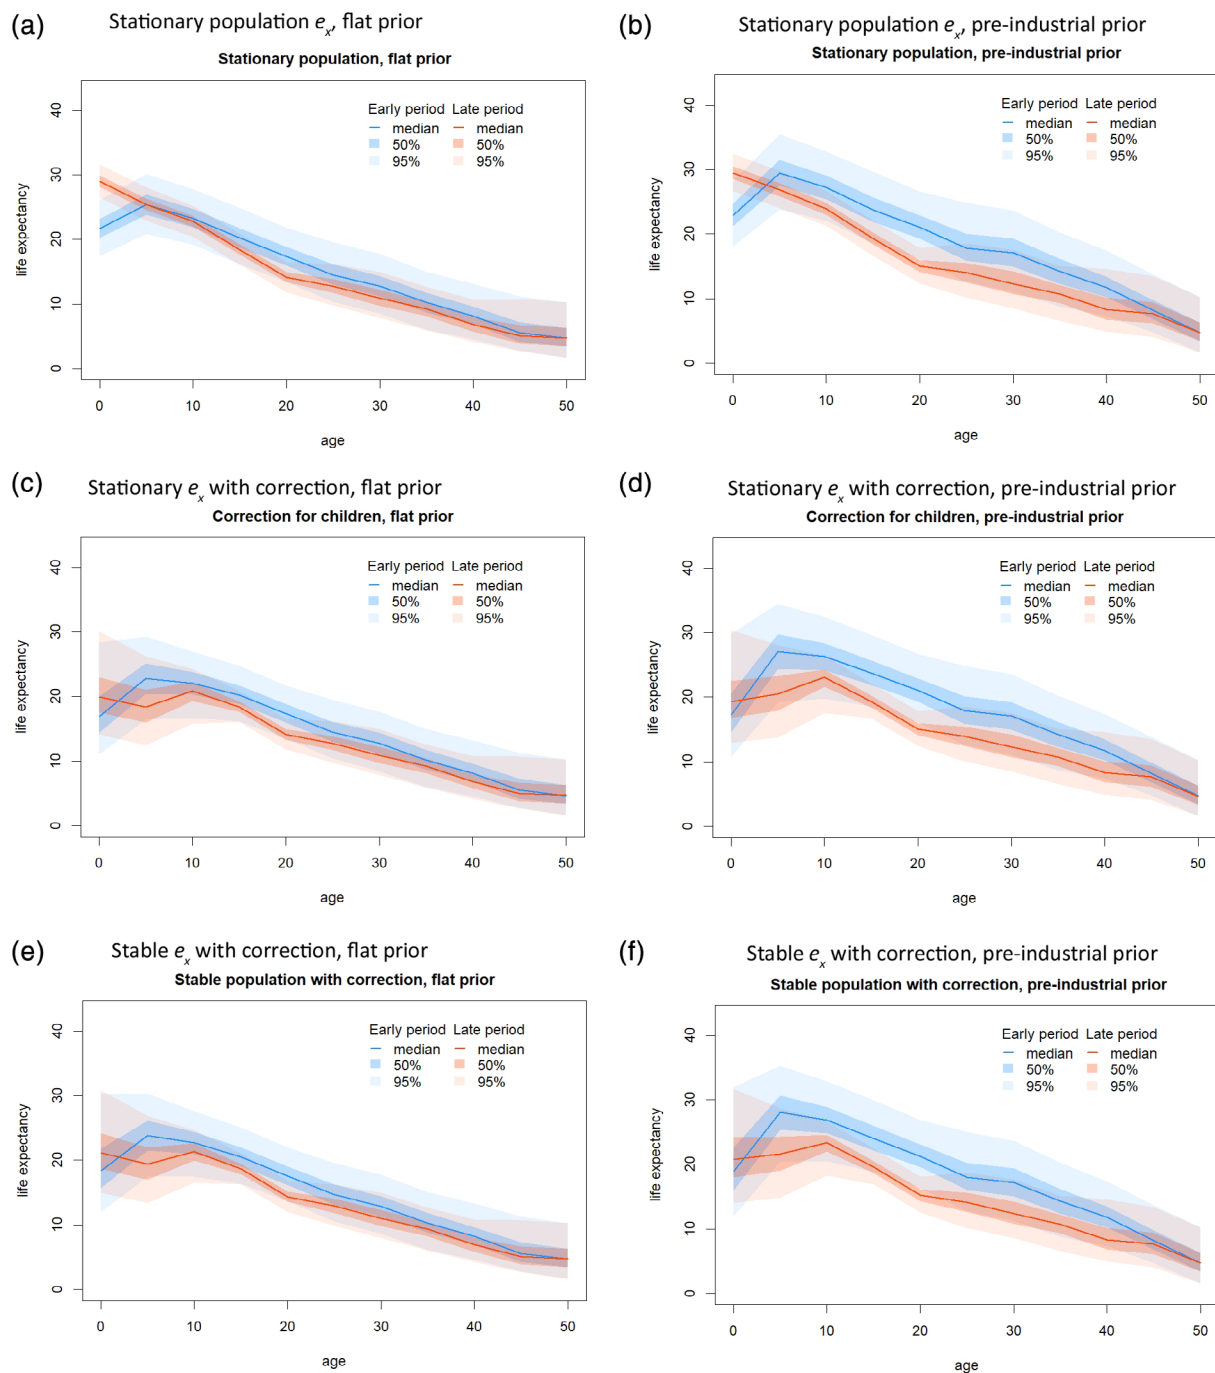 (a) Stationary population ex, flat prior
Stationary population, flat prior
Early period Late period
median median
50% 50%
95% 95%
40
30
20
10
0
life expectancy
0 10 20 30 40 50
age
(b) Stationary population ex, pre-industrial prior
Stationary population, pre-industrial prior
Early period Late period
median median
50% 50%
95% 95%
40
30
20
10
0
life expectancy
0 10 20 30 40 50
age
(c) Stationary ex with correction, flat prior
Correction for children, flat prior
Early period Late period
median median
50% 50%
95% 95%
40
30
20
10
0
life expectancy
0 10 20 30 40 50
age
(d) Stationary ex with correction, pre-industrial prior
Correction for children, pre-industrial prior
Early period Late period
median median
50% 50%
95% 95%
40
30
20
10
0
life expectancy
0 10 20 30 40 50
age
(e) Stable ex with correction, flat prior
Stable population with correction, flat prior
Early period Late period
median median
50% 50%
95% 95%
40
30
20
10
0
life expectancy
0 10 20 30 40 50
age
(f) Stable ex with correction, pre-industrial prior
Stable population with correction, pre-industrial prior
Early period Late period
median median
50% 50%
95% 95%
40
30
20
10
0
life expectancy
0 10 20 30 40 50
age